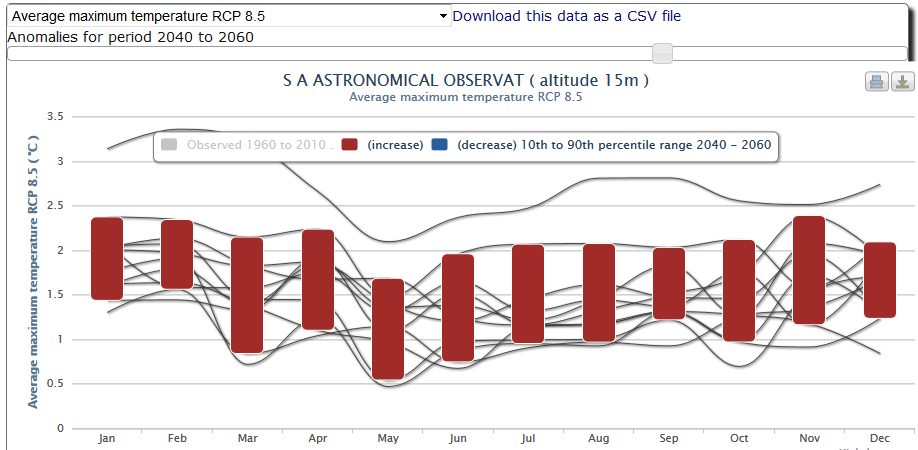 Average maximum temperature RCP 8.5 Download this data as a CSV file
Anomalies for period 2040 to 2060
S A ASTRONOMICAL OBSERVAT ( altitude 15m )
Average maximum temperature RCP 8.5
Average maximum temperature RCP 8.5 ( °C )
3.5
3
2.5
2
1.5
1
0.5
0
Observed 1960 to 2010 . (increase) (decrease) 10th to 90th percentile range 2040 - 2060
Jan Feb Mar Apr May Jun Jul Aug Sep Oct Nov Dec